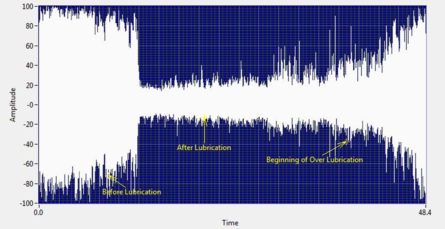 100
80
60
40
20
-0
-20
-40
-60
-80
-100
Amplitude
After Lubrication
Beginning of Over Lubrication
Before Lubrication
0.0
48.4
Time